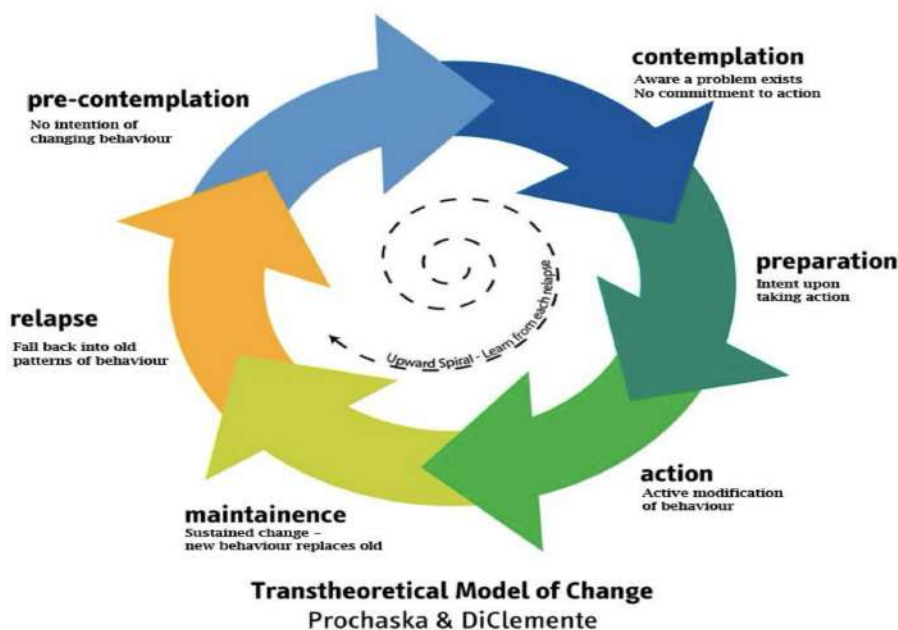 pre-contemplation
No intention of
changing behaviour
contemplation
Aware a problem exists
No committment to action
preparation
Intent upon
taking action
action
Active modification
of behaviour
maintainence
Sustained change –
new behaviour replaces old
relapse
Fall back into old
patterns of behaviour
Upward Spiral - Learn from each relapse
Transtheoretical Model of Change
Prochaska & DiClemente